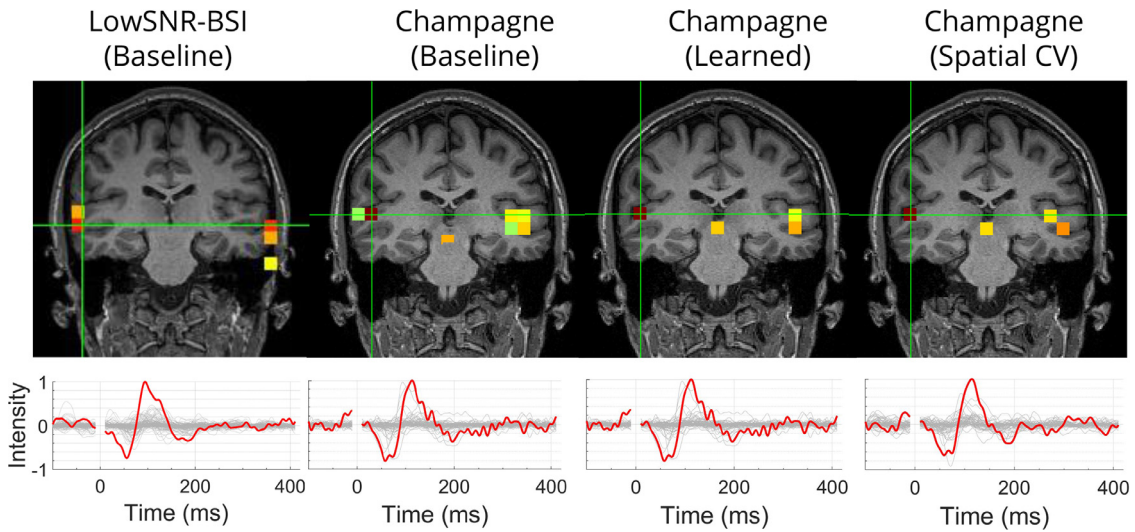 LowSNR-BSI
(Baseline)
Champagne
(Baseline)
Champagne
(Learned)
Champagne
(Spatial CV)
Intensity
1
0
-1
0 200 400
0 200 400
0 200 400
0 200 400
Time (ms)
Time (ms)
Time (ms)
Time (ms)